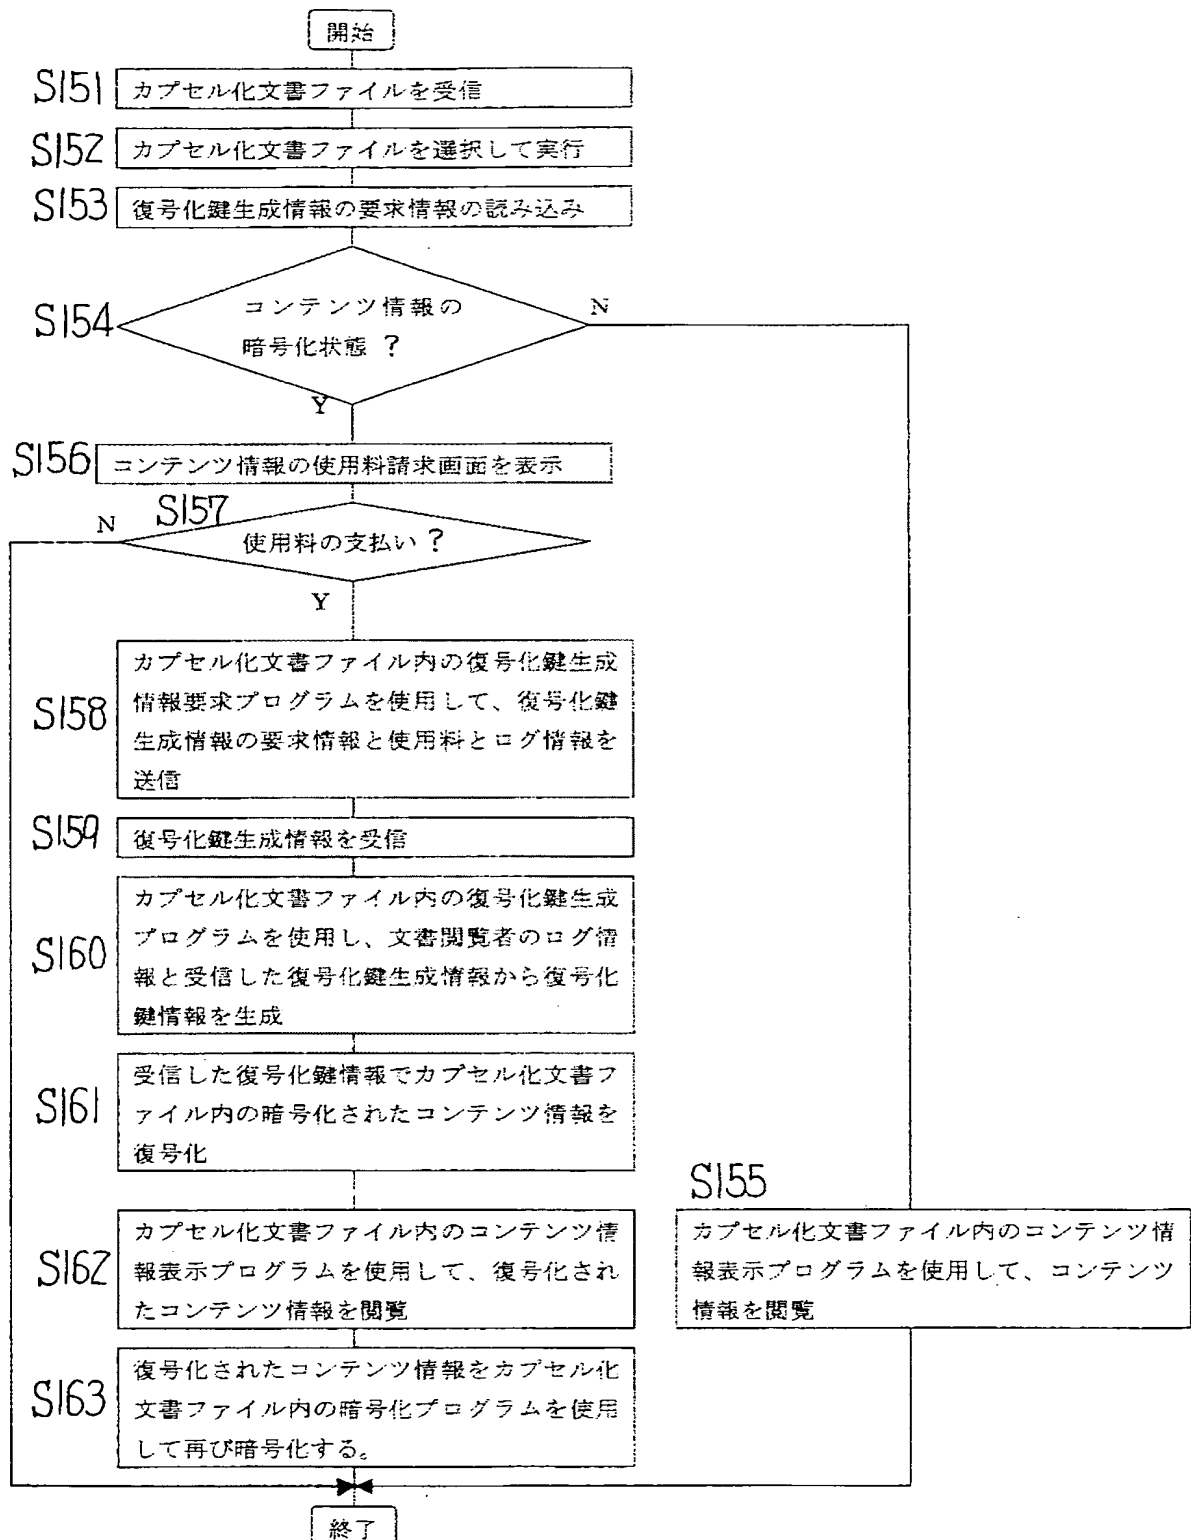 開始
S151
カプセル化文書ファイルを受信
S152
カプセル化文書ファイルを選択して実行
S153
復号化鍵生成情報の要求情報の読み込み
S154
コンテンツ情報の
暗号化状態？
N
Y
S156
コンテンツ情報の使用料請求画面を表示
S157
N
使用料の支払い？
Y
S158
カプセル化文書ファイル内の復号化鍵生成
情報要求プログラムを使用して、復号化鍵
生成情報の要求情報と使用料とログ情報を
送信
S159
復号化鍵生成情報を受信
S160
カプセル化文書ファイル内の復号化鍵生成
プログラムを使用し、文書閲覧者のログ情
報と受信した復号化鍵生成情報から復号化
鍵情報を生成
S161
受信した復号化鍵情報でカプセル化文書フ
ァイル内の暗号化されたコンテンツ情報を
復号化
S162
カプセル化文書ファイル内のコンテンツ情
報表示プログラムを使用して、復号化され
たコンテンツ情報を閲覧
S155
カプセル化文書ファイル内のコンテンツ情
報表示プログラムを使用して、コンテンツ
情報を閲覧
S163
復号化されたコンテンツ情報をカプセル化
文書ファイル内の暗号化プログラムを使用
して再び暗号化する。
終了